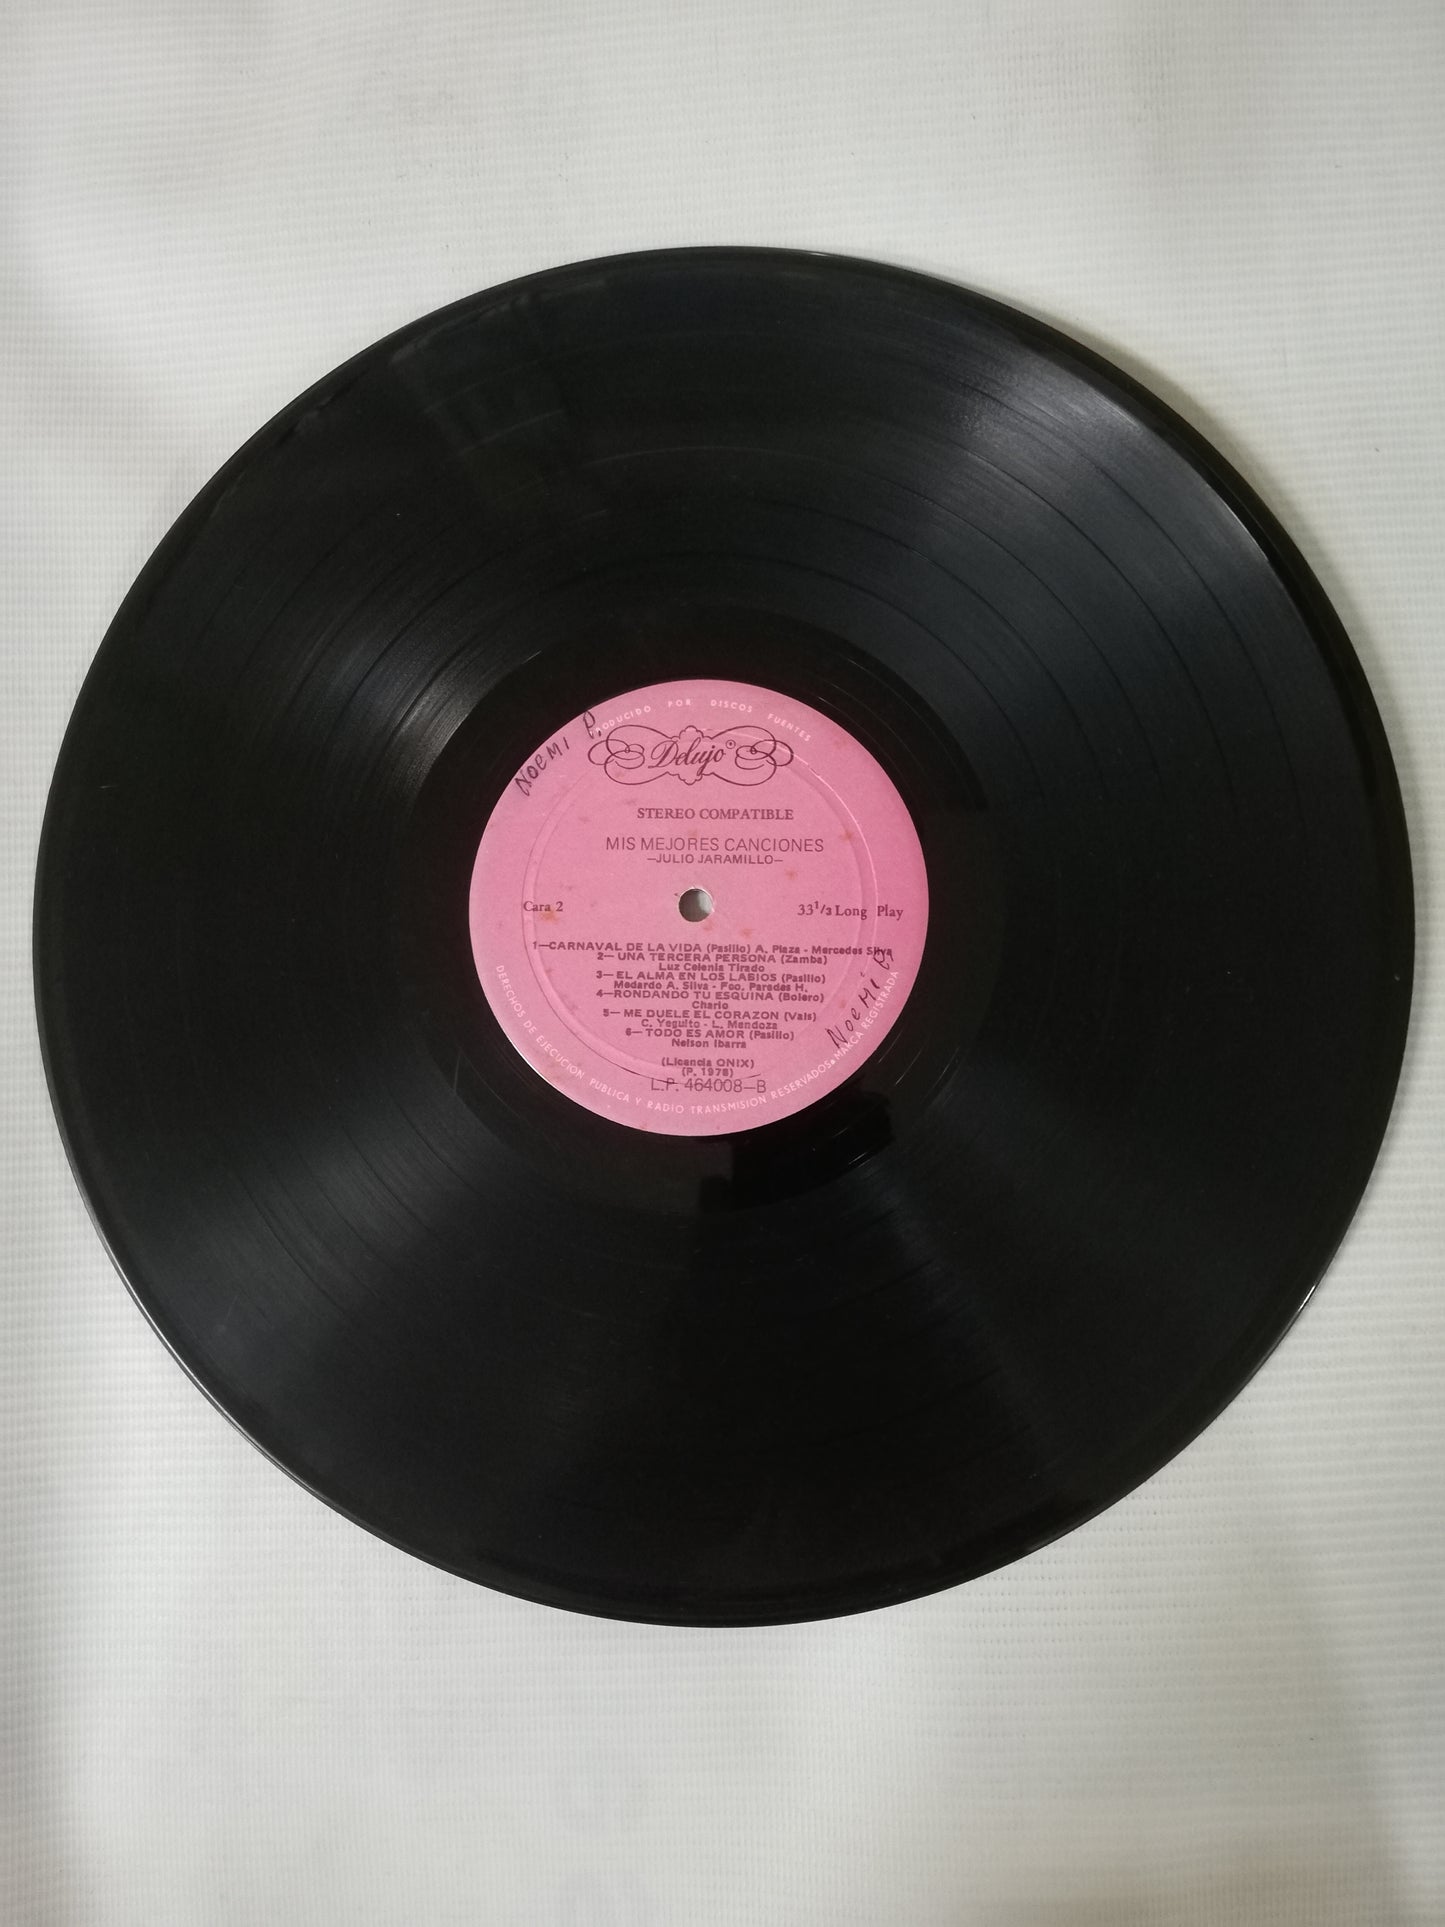 PRODUCIDO POR DISCOS FUENTES
NOEMI P.
Delujo®
STEREO COMPATIBLE
MIS MEJORES CANCIONES
—JULIO JARAMILLO—
Cara 2
33 1/3 Long Play
1—CARNAVAL DE LA VIDA (Pasillo) A. Plaza - Mercedes Silva
2— UNA TERCERA PERSONA (Zamba)
Luz Celenia Tirado
3— EL ALMA EN LOS LABIOS (Pasillo)
Medardo A. Silva - Fco. Paredes H.
4—RONDANDO TU ESQUINA (Bolero)
Charlo
5— ME DUELE EL CORAZON (Vals)
C. Yeguito - L. Mendoza
6— TODO ES AMOR (Pasillo)
Nelson Ibarra
(Licencia ONIX)
(P. 1978)
L.P. 464008—B
NOEMI P.
DERECHOS DE EJECUCION PUBLICA Y RADIO TRANSMISION RESERVADOS. MARCA REGISTRADA